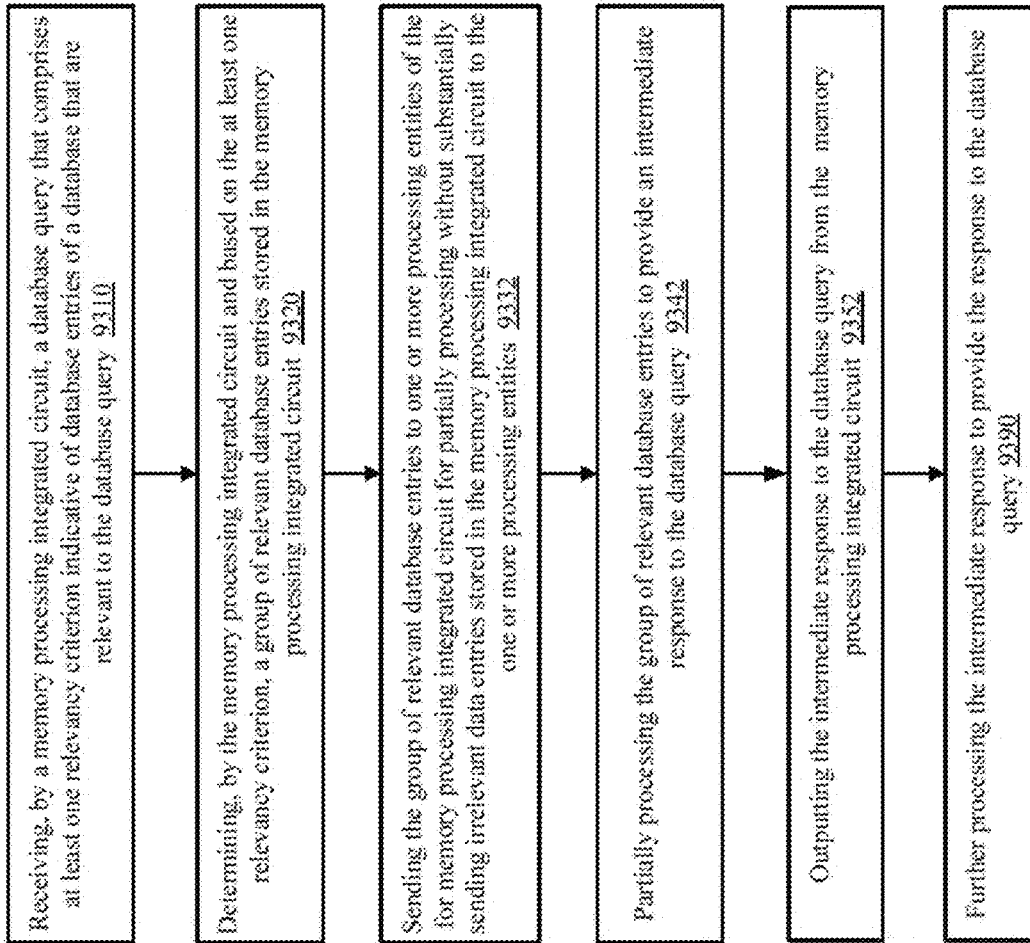 Receiving, by a memory processing integrated circuit, a database query that comprises
at least one relevancy criterion indicative of database entries of a database that are
relevant to the database query 9310
Determining, by the memory processing integrated circuit and based on the at least one
relevancy criterion, a group of relevant database entries stored in the memory
processing integrated circuit 9320
Sending the group of relevant database entries to one or more processing entities of the
for memory processing integrated circuit for partially processing without substantially
sending irrelevant data entries stored in the memory processing integrated circuit to the
one or more processing entities 9332
Partially processing the group of relevant database entries to provide an intermediate
response to the database query 9342
Outputting the intermediate response to the database query from the memory
processing integrated circuit 9352
Further processing the intermediate response to provide the response to the database
query 9390